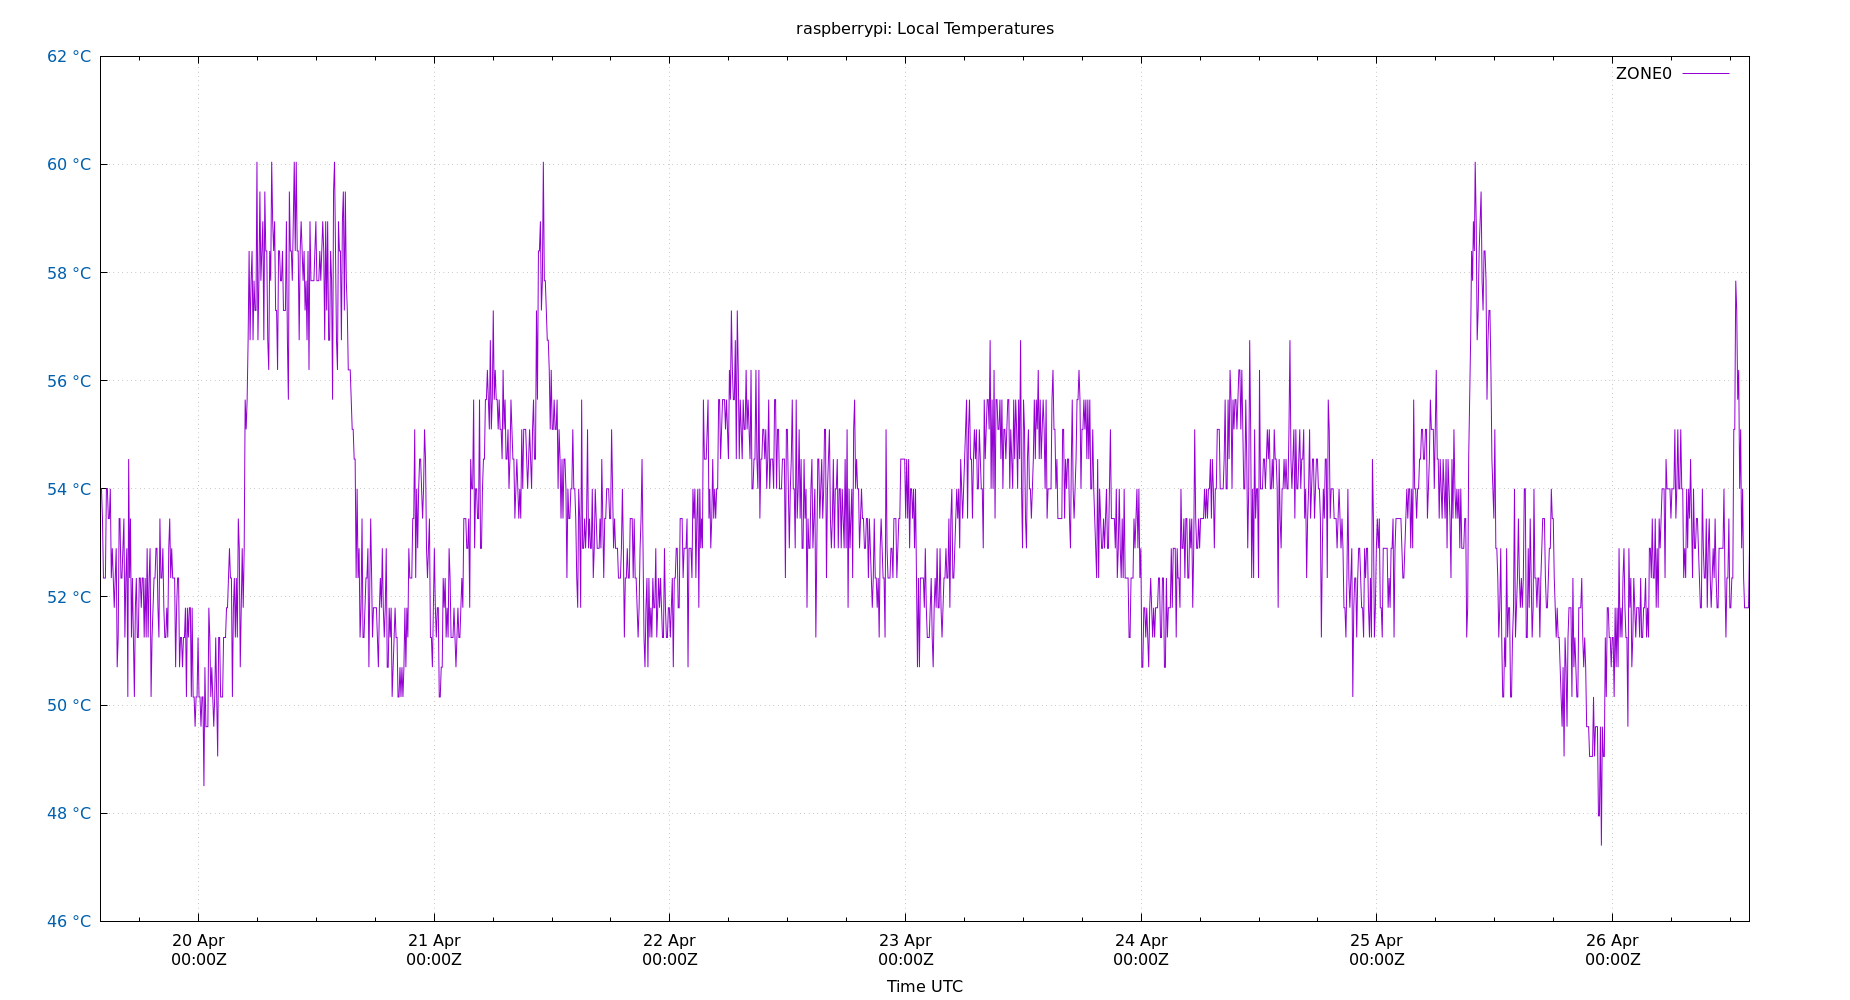 raspberrypi: Local Temperatures
62 °C
ZONE0
60 °C
58 °C
56 °C
54 °C
52 °C
50 °C
48 °C
46 °C
20 Apr 21 Apr 22 Apr 23 Apr 24 Apr 25 Apr 26 Apr
00:00Z 00:00Z 00:00Z 00:00Z 00:00Z 00:00Z 00:00Z
Time UTC